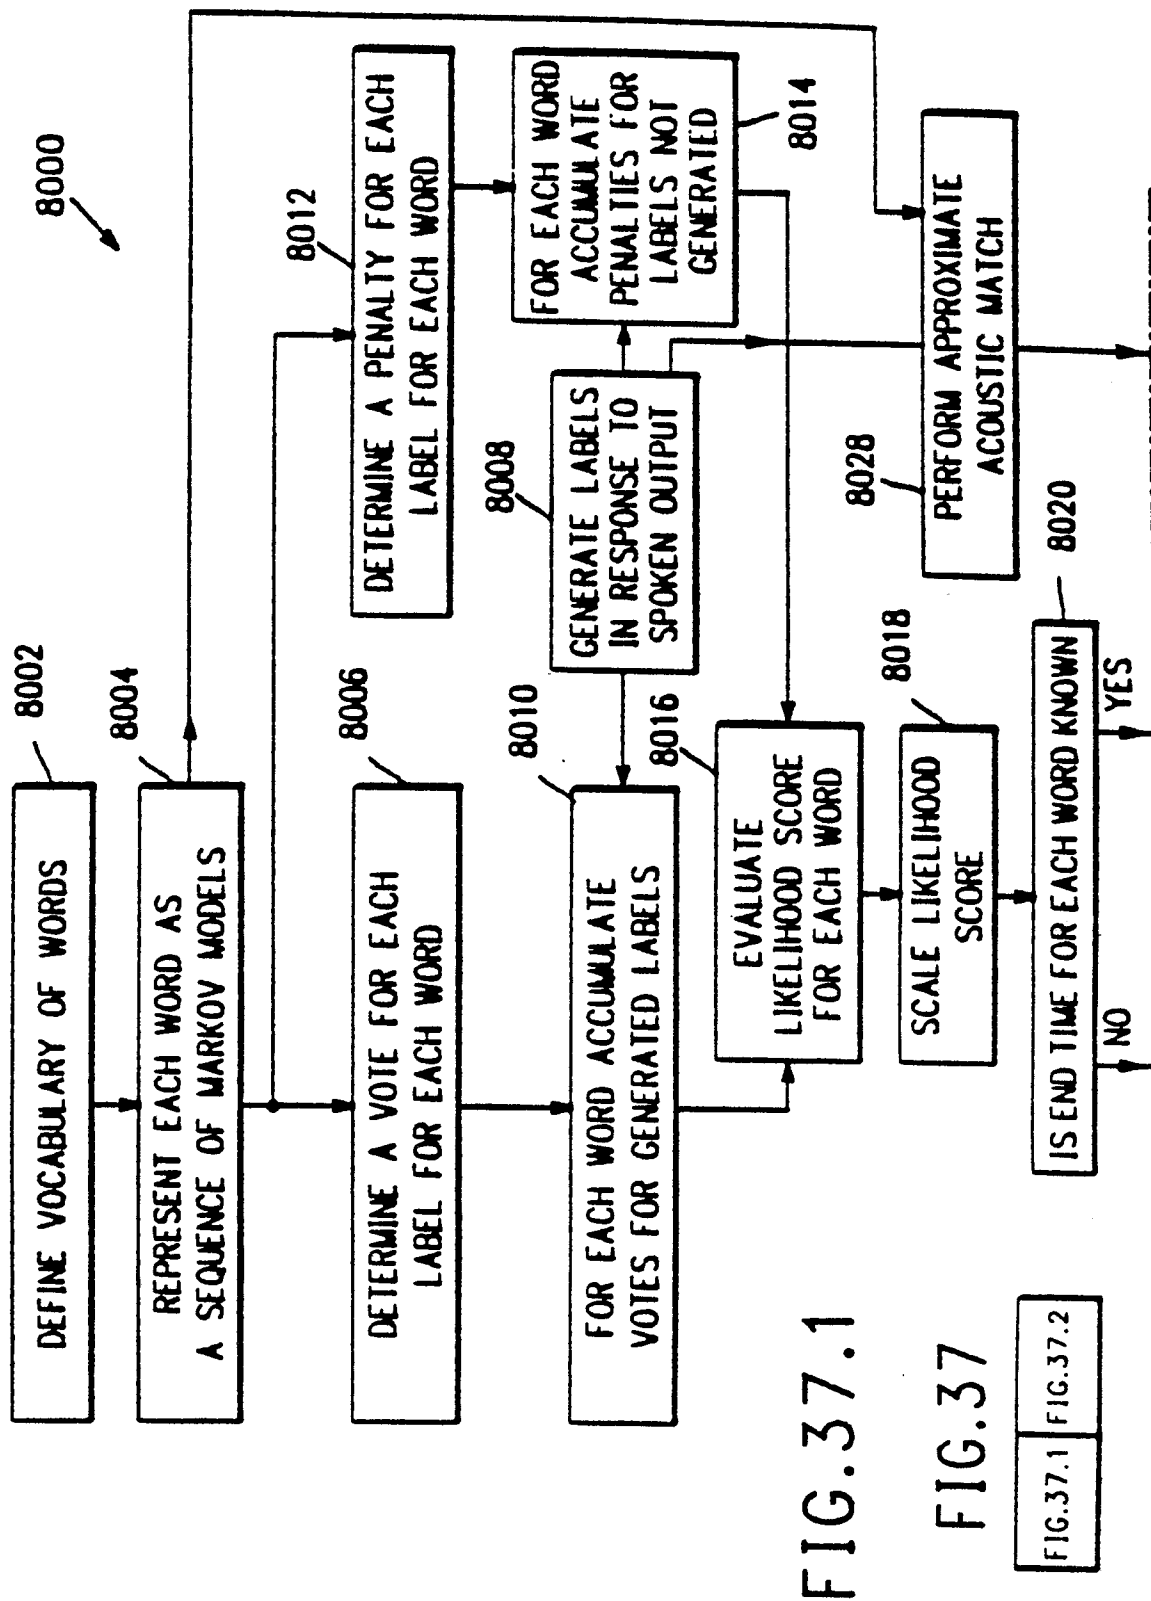 8000
DEFINE VOCABULARY OF WORDS
8002
REPRESENT EACH WORD AS
A SEQUENCE OF MARKOV MODELS
8004
DETERMINE A VOTE FOR EACH
LABEL FOR EACH WORD
8006
DETERMINE A PENALTY FOR EACH
LABEL FOR EACH WORD
8012
GENERATE LABELS
IN RESPONSE TO
SPOKEN OUTPUT
8008
FOR EACH WORD
ACCUMULATE
PENALTIES FOR
LABELS NOT
GENERATED
8014
FOR EACH WORD ACCUMULATE
VOTES FOR GENERATED LABELS
8010
EVALUATE
LIKELIHOOD SCORE
FOR EACH WORD
8016
SCALE LIKELIHOOD
SCORE
8018
PERFORM APPROXIMATE
ACOUSTIC MATCH
8028
IS END TIME FOR EACH WORD KNOWN
8020
NO
YES
FIG.37.1
FIG.37
FIG.37.1
FIG.37.2